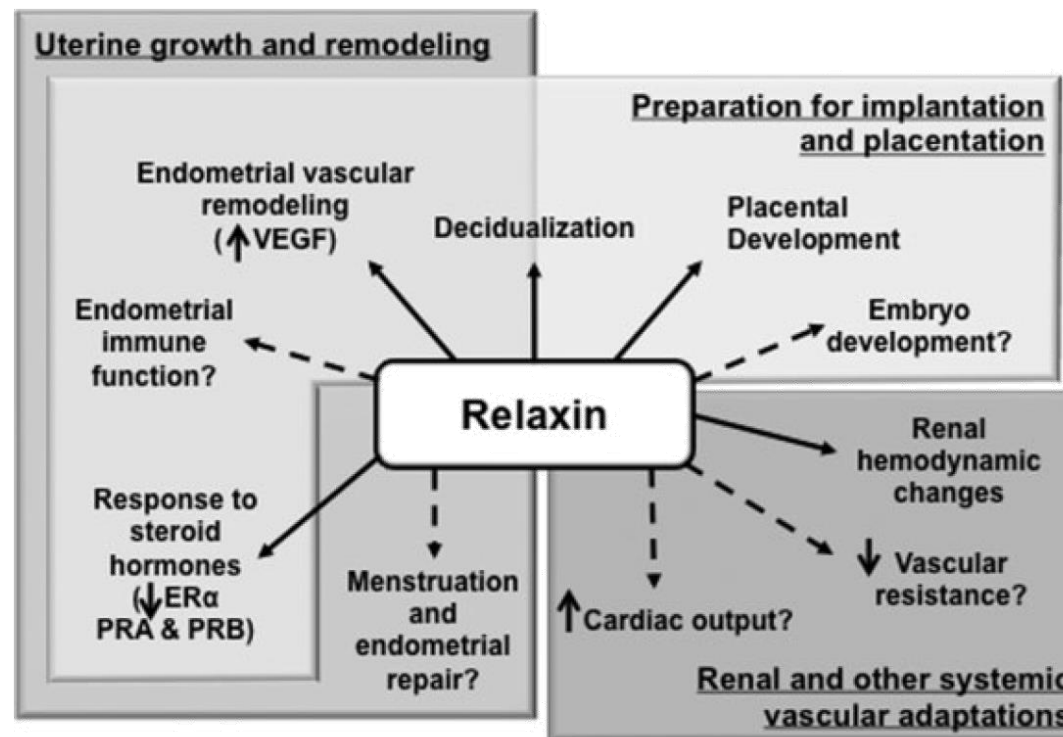 Uterine growth and remodeling
Preparation for implantation
and placentation
Endometrial vascular
remodeling
(↑ VEGF)
Decidualization
Placental
Development
Endometrial
immune
function?
Embryo
development?
Relaxin
Renal
hemodynamic
changes
Response to
steroid
hormones
(↓ERα
PRA & PRB)
Menstruation
and
endometrial
repair?
↑ Cardiac output?
↓ Vascular
resistance?
Renal and other systemic
vascular adaptations